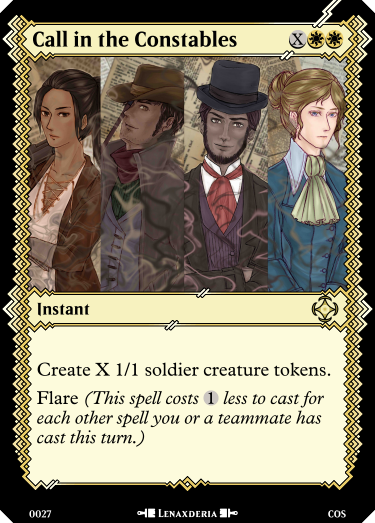 Call in the Constables X
Instant
Create X 1/1 soldier creature tokens.
Flare (This spell costs 1 less to cast for
each other spell you or a teammate has
cast this turn.)
0027 Lenaxderia COS